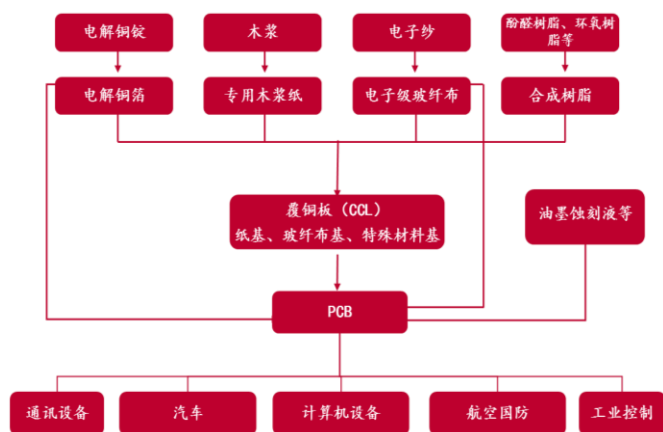 电解铜锭
木浆
电子纱
酚醛树脂、环氧树
脂等
电解铜箔
专用木浆纸
电子级玻纤布
合成树脂
覆铜板（CCL）
纸基、玻纤布基、特殊材料基
油墨蚀刻液等
PCB
通讯设备
汽车
计算机设备
航空国防
工业控制